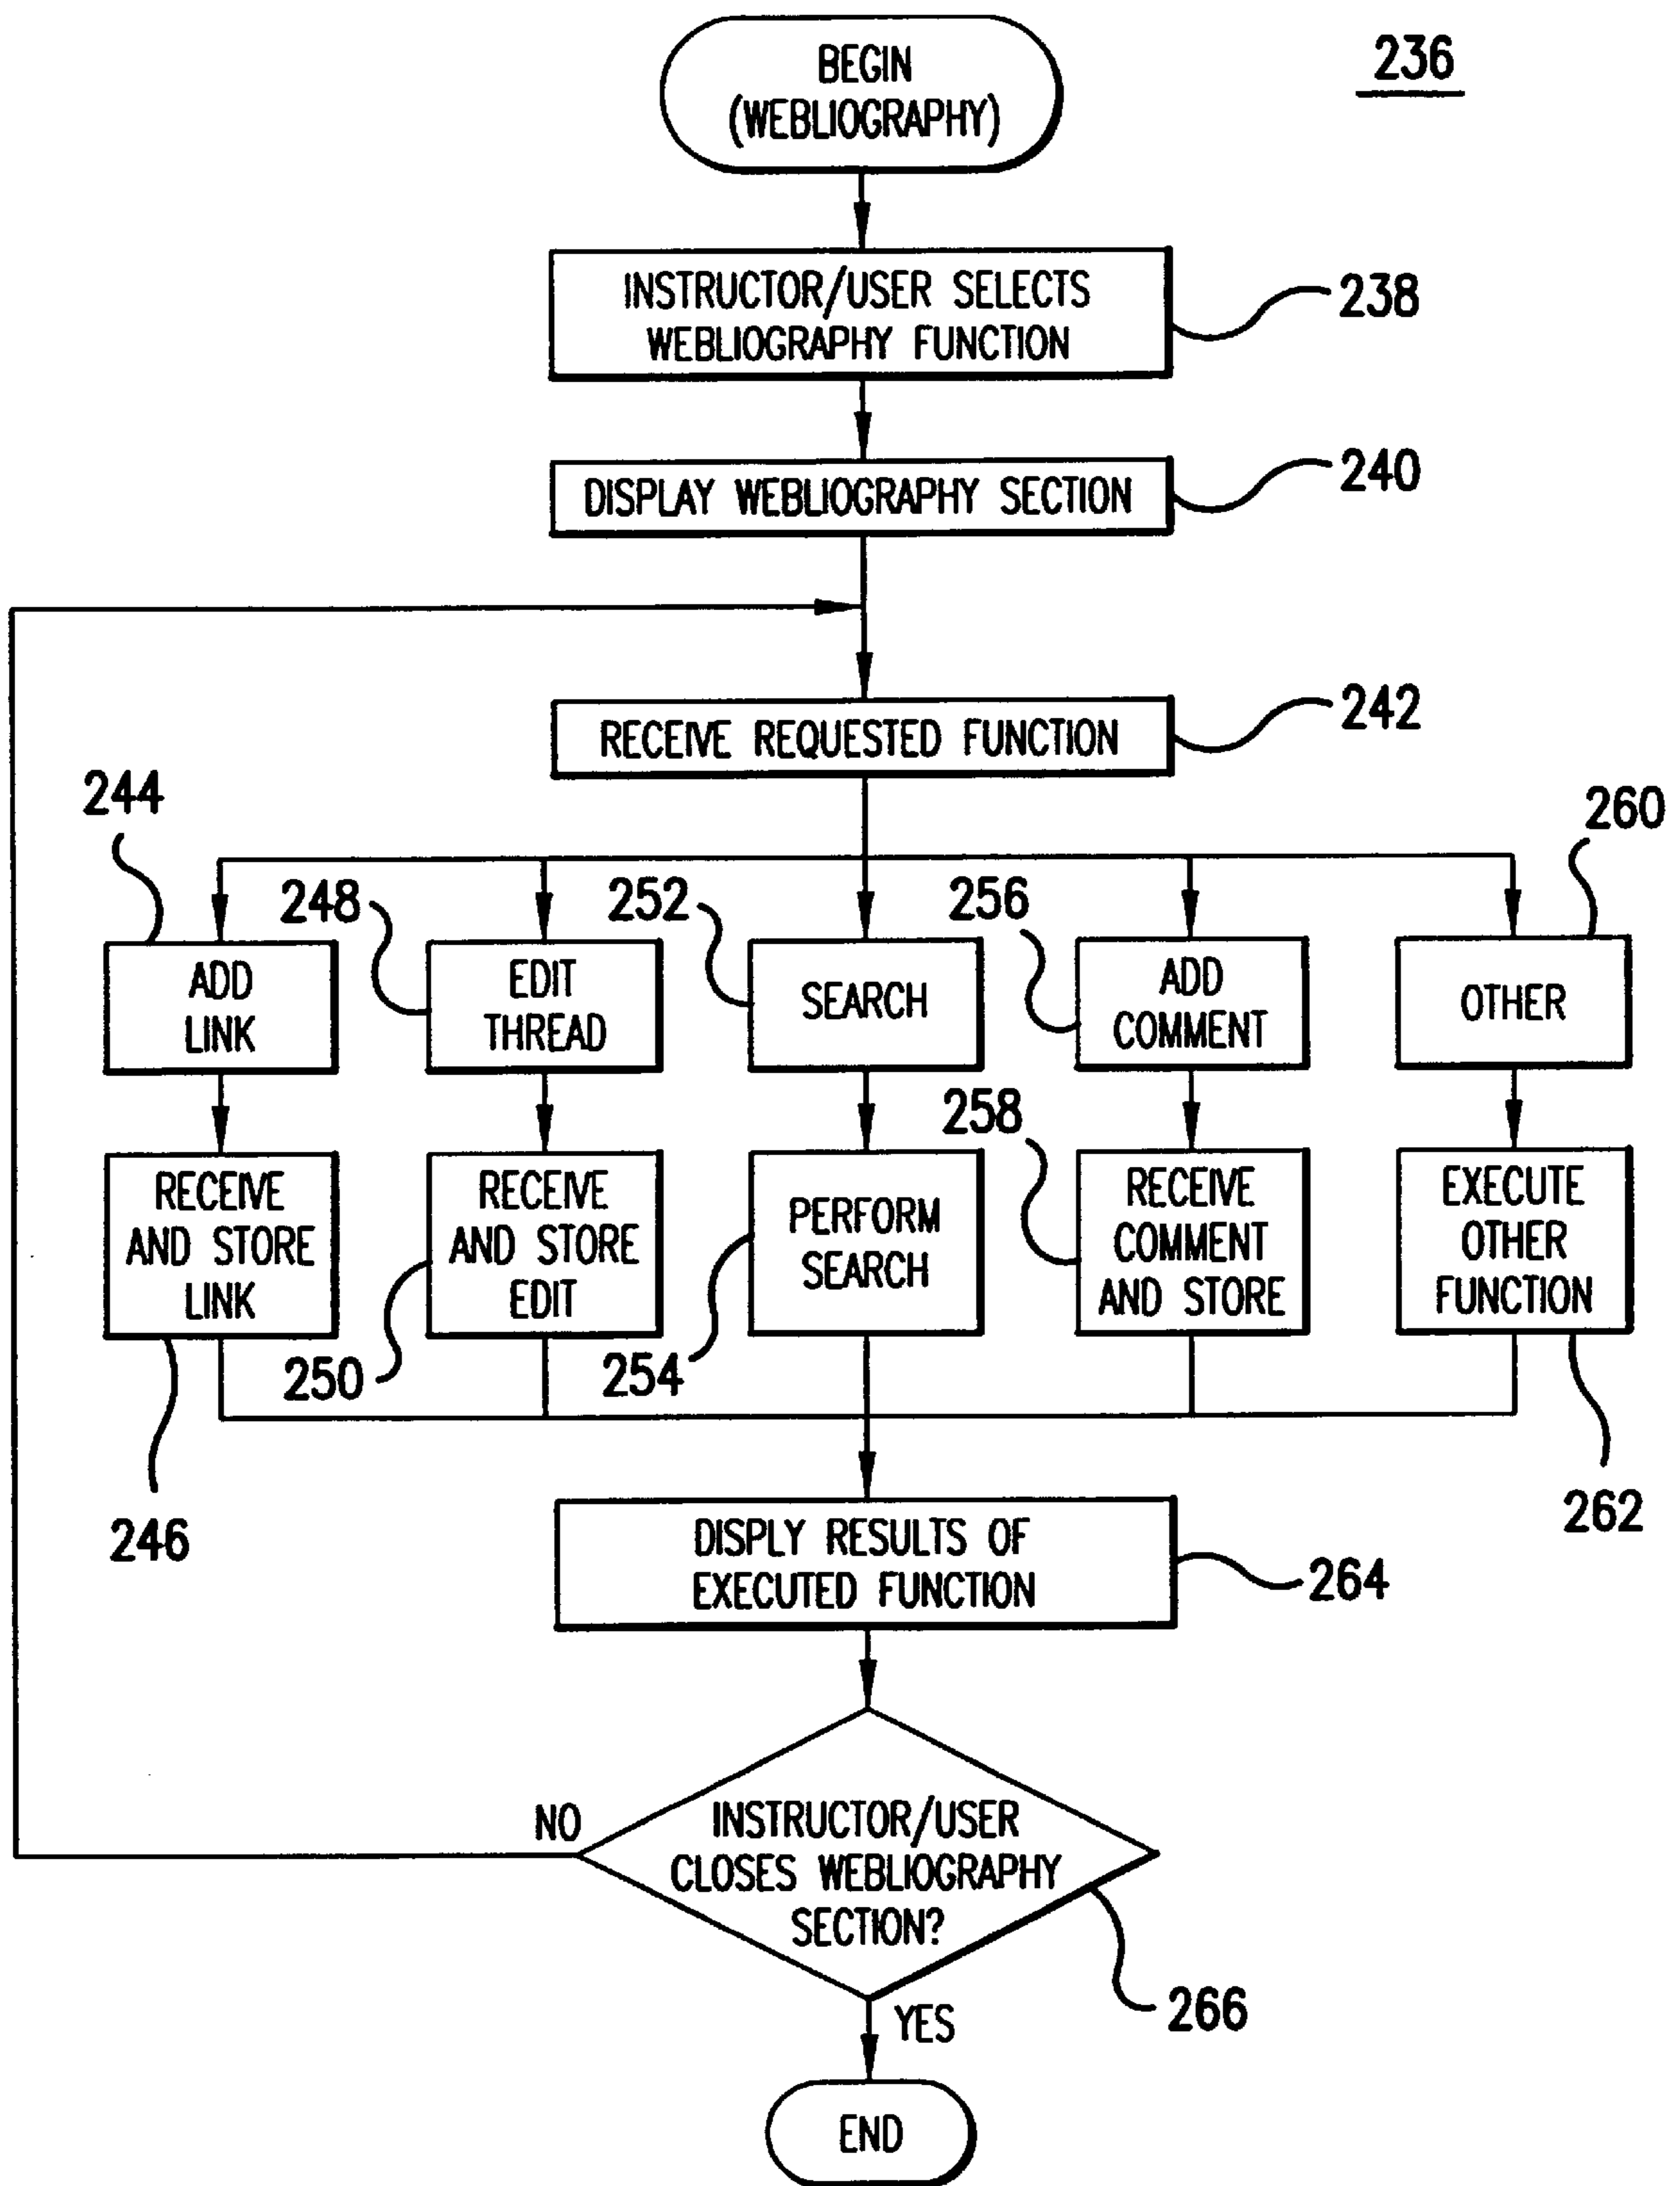 BEGIN
(WEBLIOGRAPHY)
236
INSTRUCTOR/USER SELECTS
WEBLIOGRAPHY FUNCTION
238
DISPLAY WEBLIOGRAPHY SECTION
240
RECEIVE REQUESTED FUNCTION
242
244
248
252
256
260
ADD
LINK
EDIT
THREAD
SEARCH
ADD
COMMENT
OTHER
258
RECEIVE
AND STORE
LINK
RECEIVE
AND STORE
EDIT
PERFORM
SEARCH
RECEIVE
COMMENT
AND STORE
EXECUTE
OTHER
FUNCTION
246
250
254
262
DISPLY RESULTS OF
EXECUTED FUNCTION
264
NO
INSTRUCTOR/USER
CLOSES WEBLIOGRAPHY
SECTION?
266
YES
END